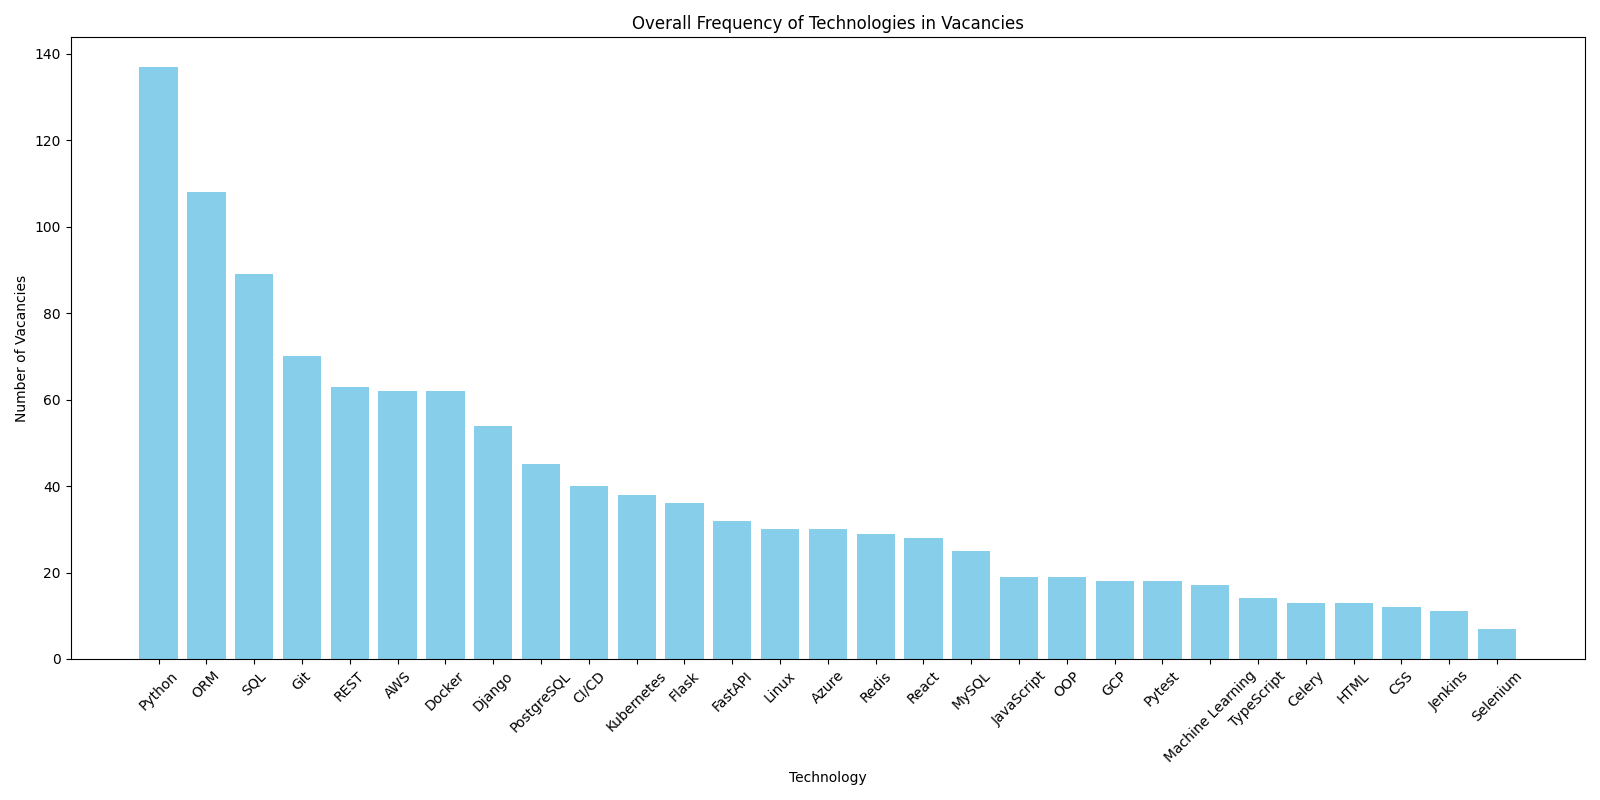 Overall Frequency of Technologies in Vacancies
Number of Vacancies
140
120
100
80
60
40
20
0
Python
ORM
SQL
Git
REST
AWS
Docker
Django
PostgreSQL
CI/CD
Kubernetes
Flask
FastAPI
Linux
Azure
Redis
React
MySQL
JavaScript
OOP
GCP
Pytest
Machine Learning
TypeScript
Celery
HTML
CSS
Jenkins
Selenium
Technology